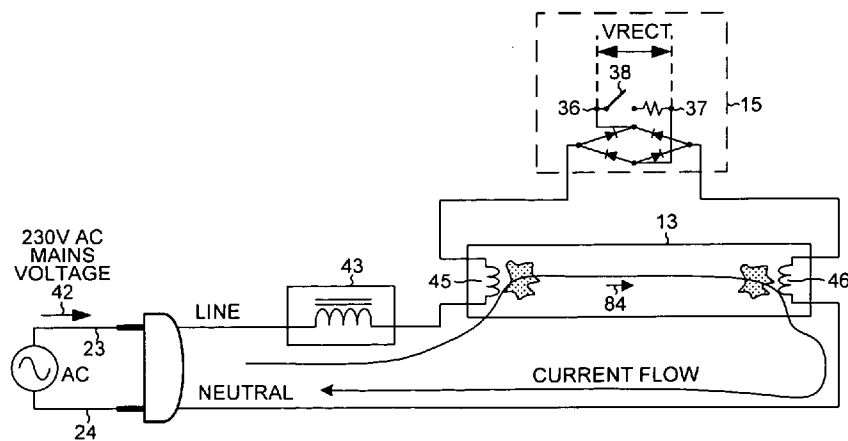 VRECT
38
36
37
15
13
230V AC
MAINS
VOLTAGE
42
43
45
46
84
LINE
23
AC
NEUTRAL
CURRENT FLOW
24